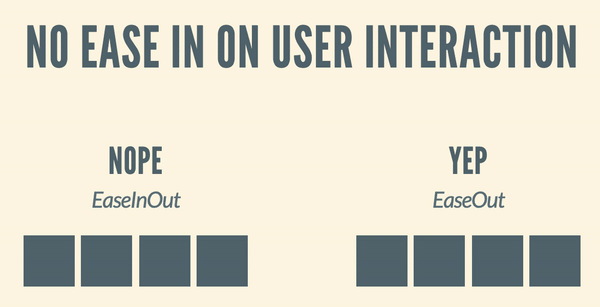 NO EASE IN ON USER INTERACTION
NOPE
EaseInOut
YEP
EaseOut